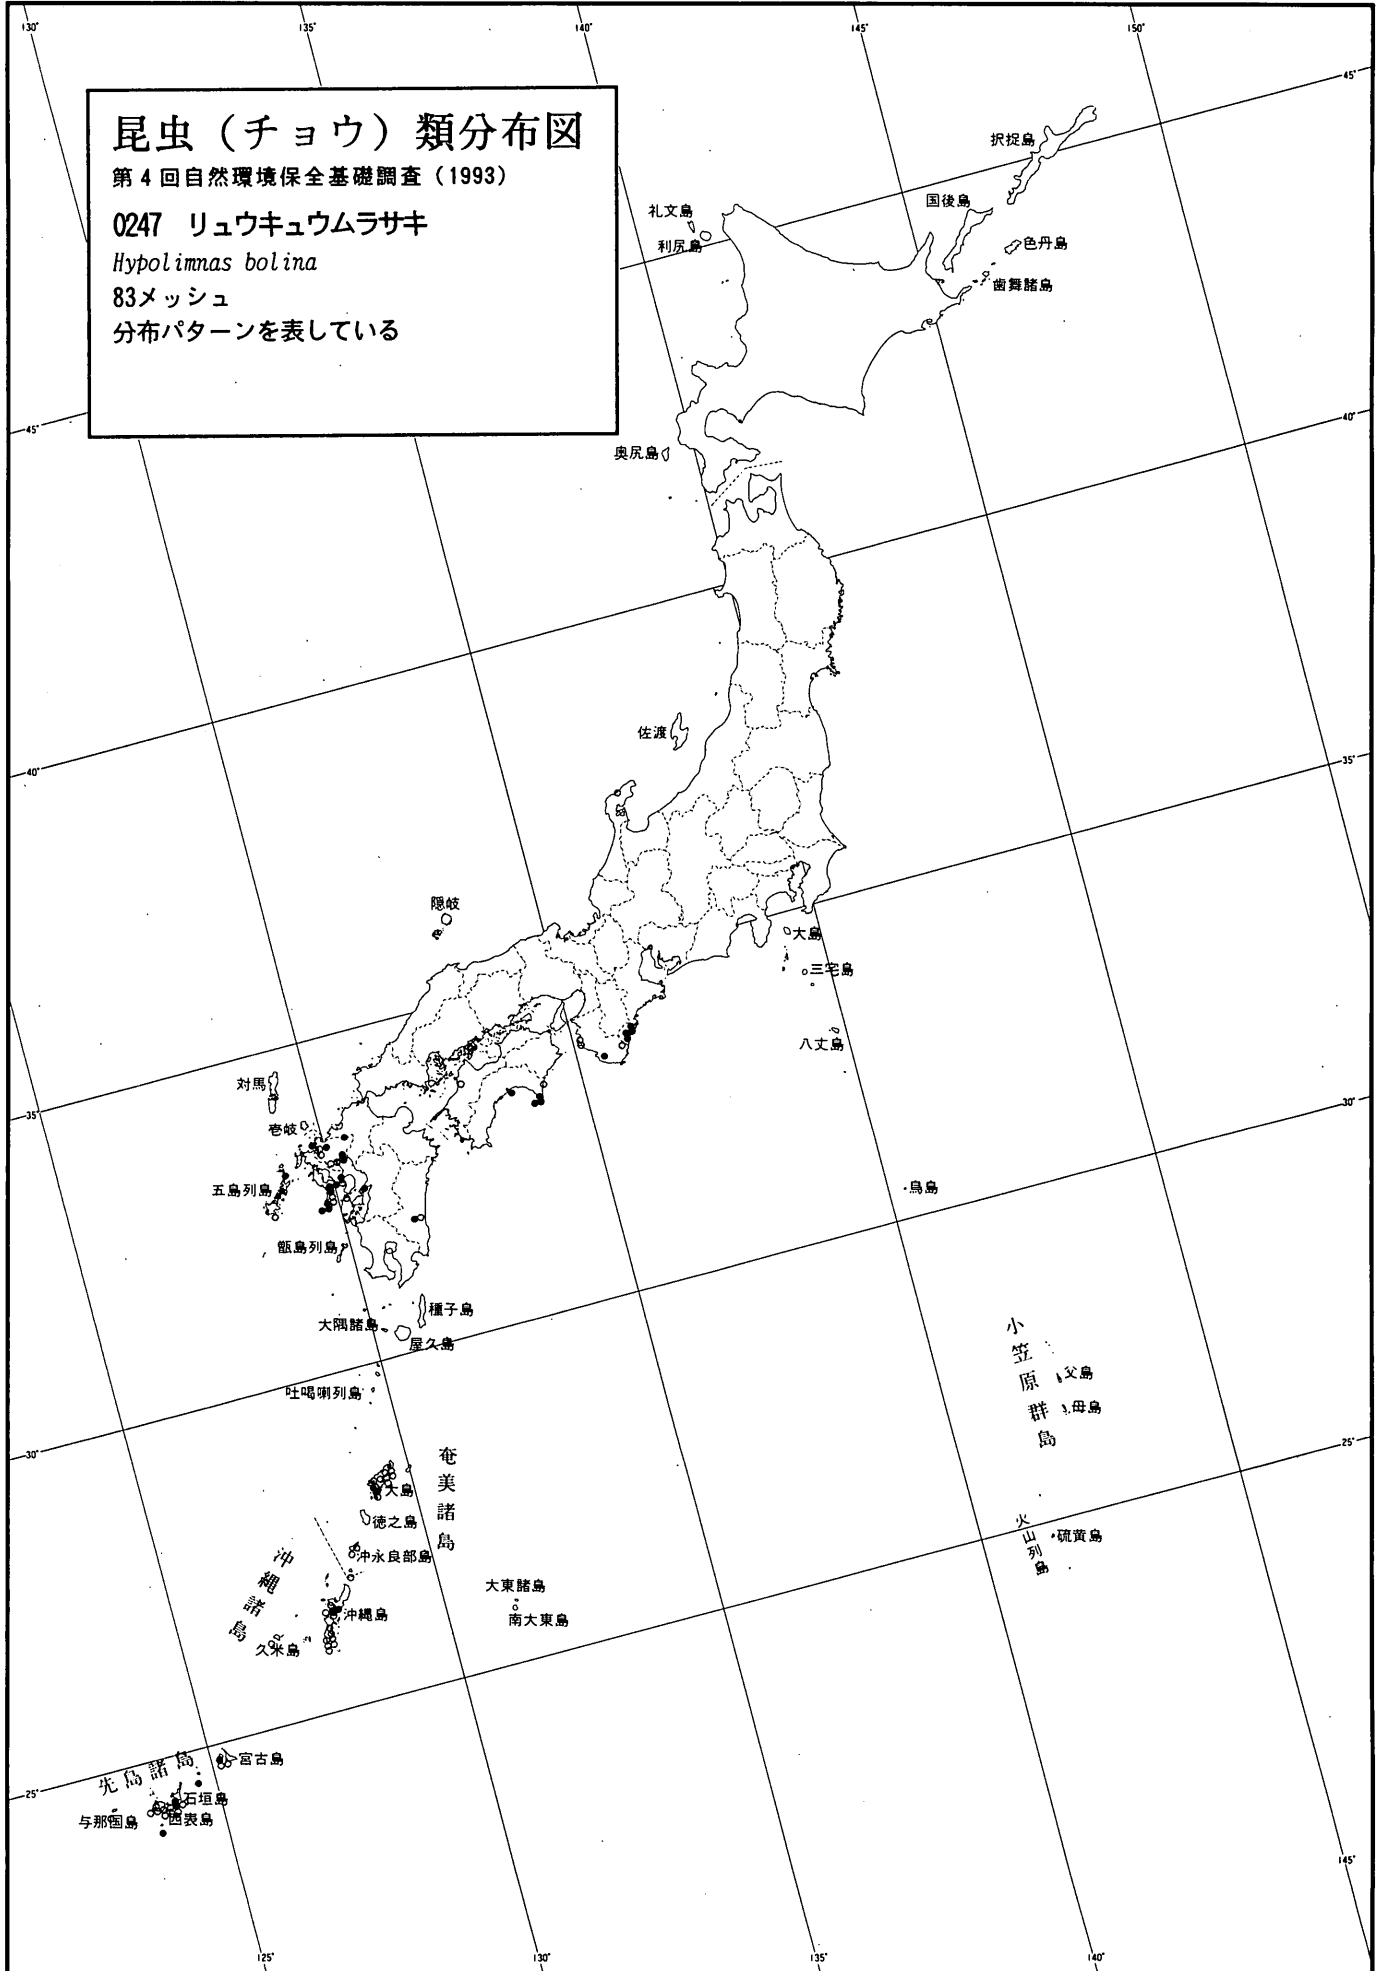 130°
135°
140°
145°
150°
昆虫（チョウ）類分布図
第4回自然環境保全基礎調査（1993）
0247 リュウキュウムラサキ
Hypolimnas bolina
83メッシュ
分布パターンを表している
45°
択捉島
国後島
礼文島
利尻島
色丹島
歯舞諸島
45°
40°
奥尻島
佐渡
40°
35°
隠岐
大島
三宅島
八丈島
対馬
35°
壱岐
30°
五島列島
鳥島
甑島列島
種子島
大隅諸島
屋久島
小笠原群島
父島
吐噶喇列島
母島
30°
25°
奄美諸島
大島
徳之島
火山列島
硫黄島
沖永良部島
沖縄諸島
大東諸島
沖縄島
南大東島
久米島
先島諸島
宮古島
25°
石垣島
与那国島
西表島
145°
125°
130°
135°
140°